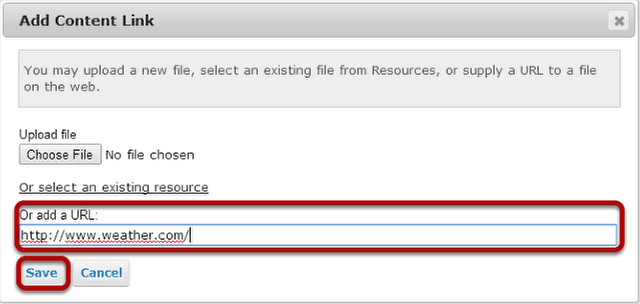 Add Content Link
You may upload a new file, select an existing file from Resources, or supply a URL to a file
on the web.
Upload file
Choose File No file chosen
Or select an existing resource
Or add a URL:
http://www.weather.com/
Save Cancel